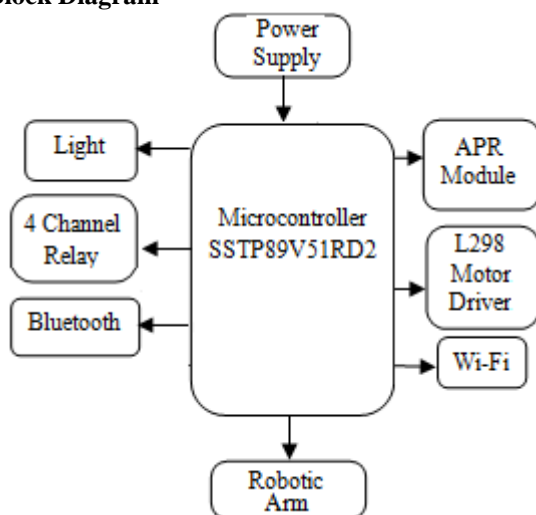 Block Diagram
Power
Supply
Light
4 Channel
Relay
Bluetooth
Microcontroller
SSTP89V51RD2
APR
Module
L298
Motor
Driver
Wi-Fi
Robotic
Arm